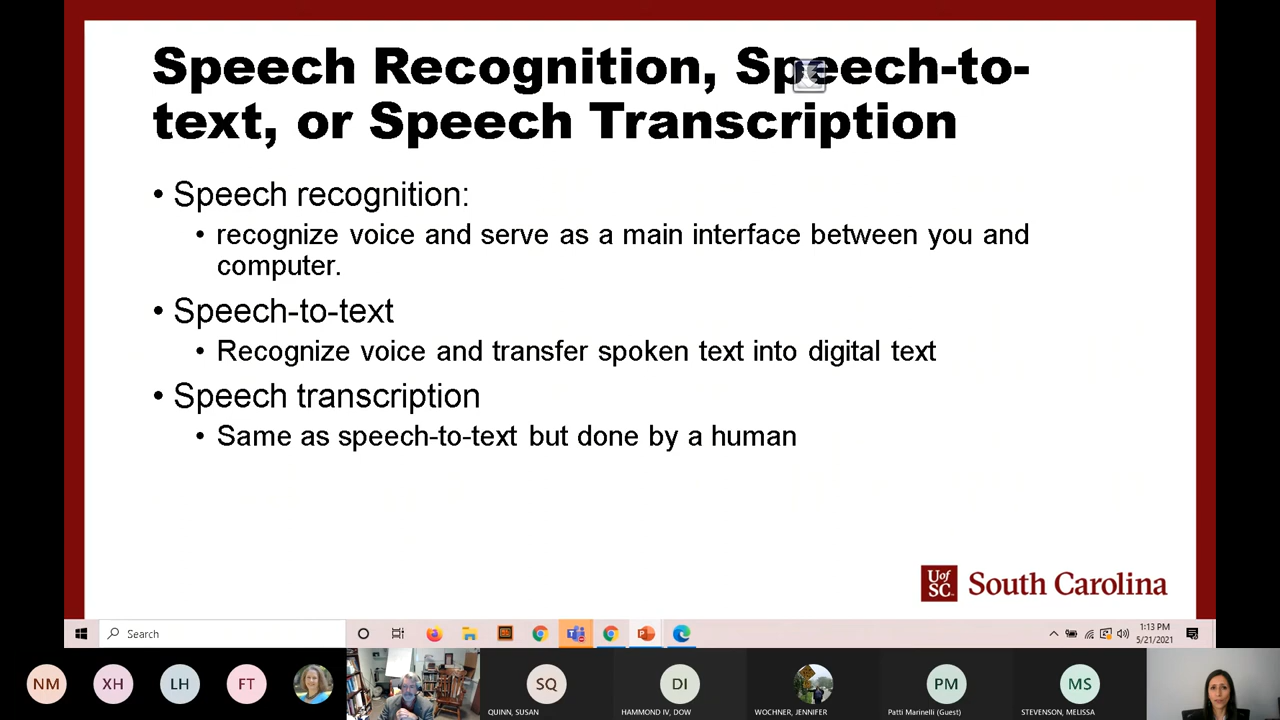 Speech Recognition, Speech-to-
text, or Speech Transcription
• Speech recognition:
• recognize voice and serve as a main interface between you and
computer.
• Speech-to-text
• Recognize voice and transfer spoken text into digital text
• Speech transcription
• Same as speech-to-text but done by a human
UofSC South Carolina
Search
1:13 PM
5/21/2021
NM
XH
LH
FT
SQ
QUINN, SUSAN
DI
HAMMOND IV, DOW
WOCHNER, JENNIFER
PM
Patti Marinelli (Guest)
MS
STEVENSON, MELISSA